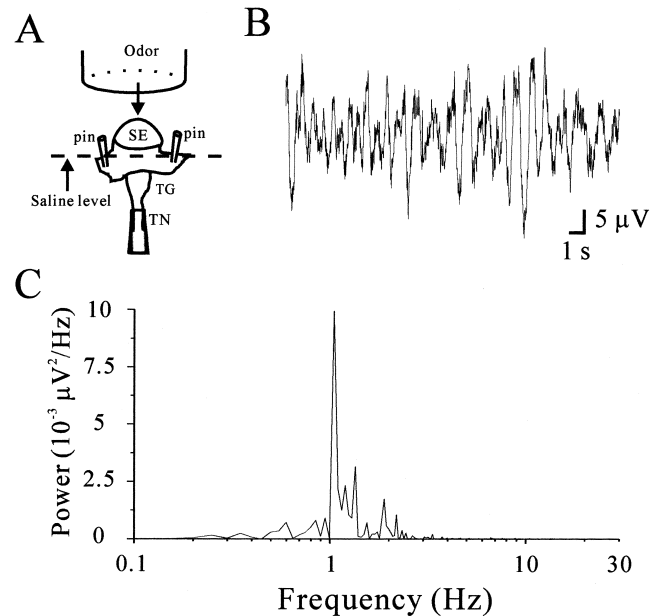 A
Odor
pin
SE
pin
Saline level
TG
TN
B
5 μV
1 s
C
Power (10⁻³ μV²/Hz)
10
7.5
5
2.5
0
0.1
1
10
30
Frequency (Hz)